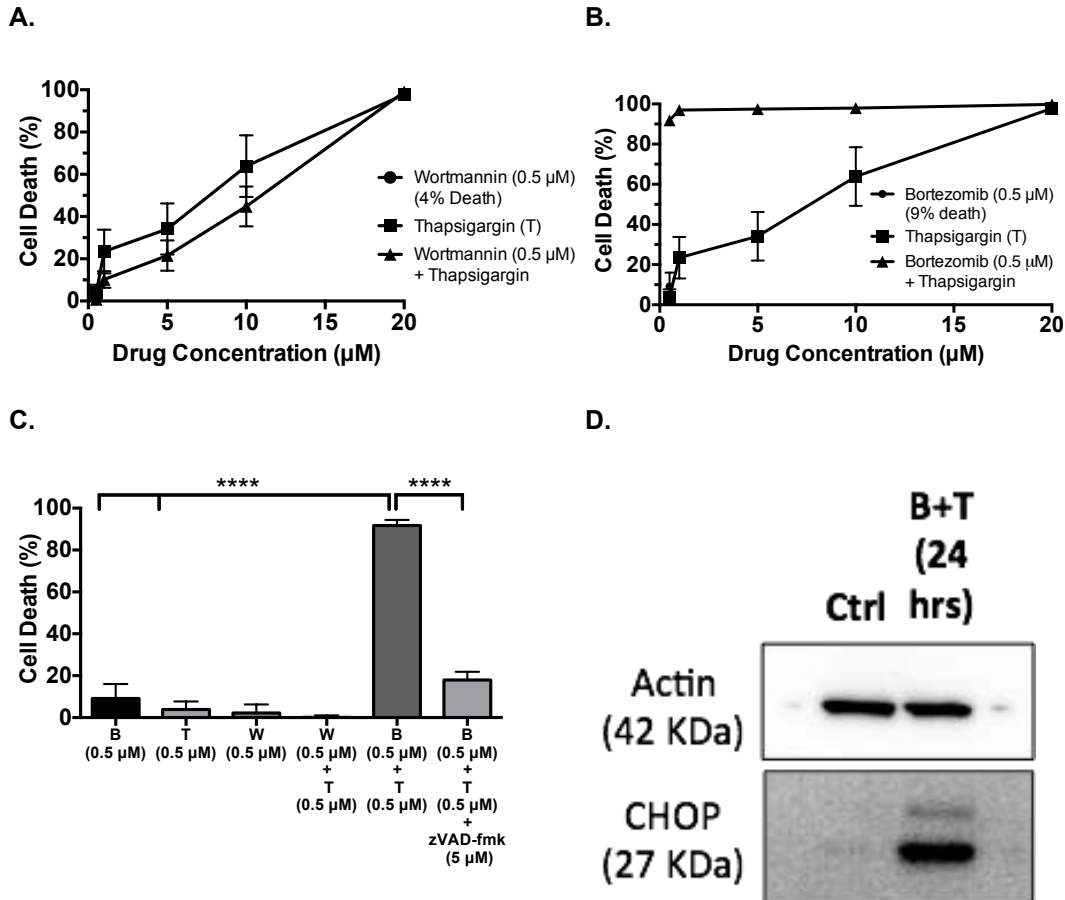 A.
100
80
60
40
20
0
Cell Death (%)
0
5
10
15
20
Drug Concentration (µM)
Wortmannin (0.5 µM)
(4% Death)
Thapsigargin (T)
Wortmannin (0.5 µM)
+ Thapsigargin
B.
100
80
60
40
20
0
Cell Death (%)
0
5
10
15
20
Drug Concentration (µM)
Bortezomib (0.5 µM)
(9% death)
Thapsigargin (T)
Bortezomib (0.5 µM)
+ Thapsigargin
C.
**** ****
100
80
60
40
20
0
Cell Death (%)
B
(0.5 µM)
T
(0.5 µM)
W
(0.5 µM)
W
(0.5 µM)
+
T
(0.5 µM)
B
(0.5 µM)
+
T
(0.5 µM)
B
(0.5 µM)
+
T
(0.5 µM)
+
zVAD-fmk
(5 µM)
D.
Ctrl
B+T
(24
hrs)
Actin
(42 KDa)
CHOP
(27 KDa)